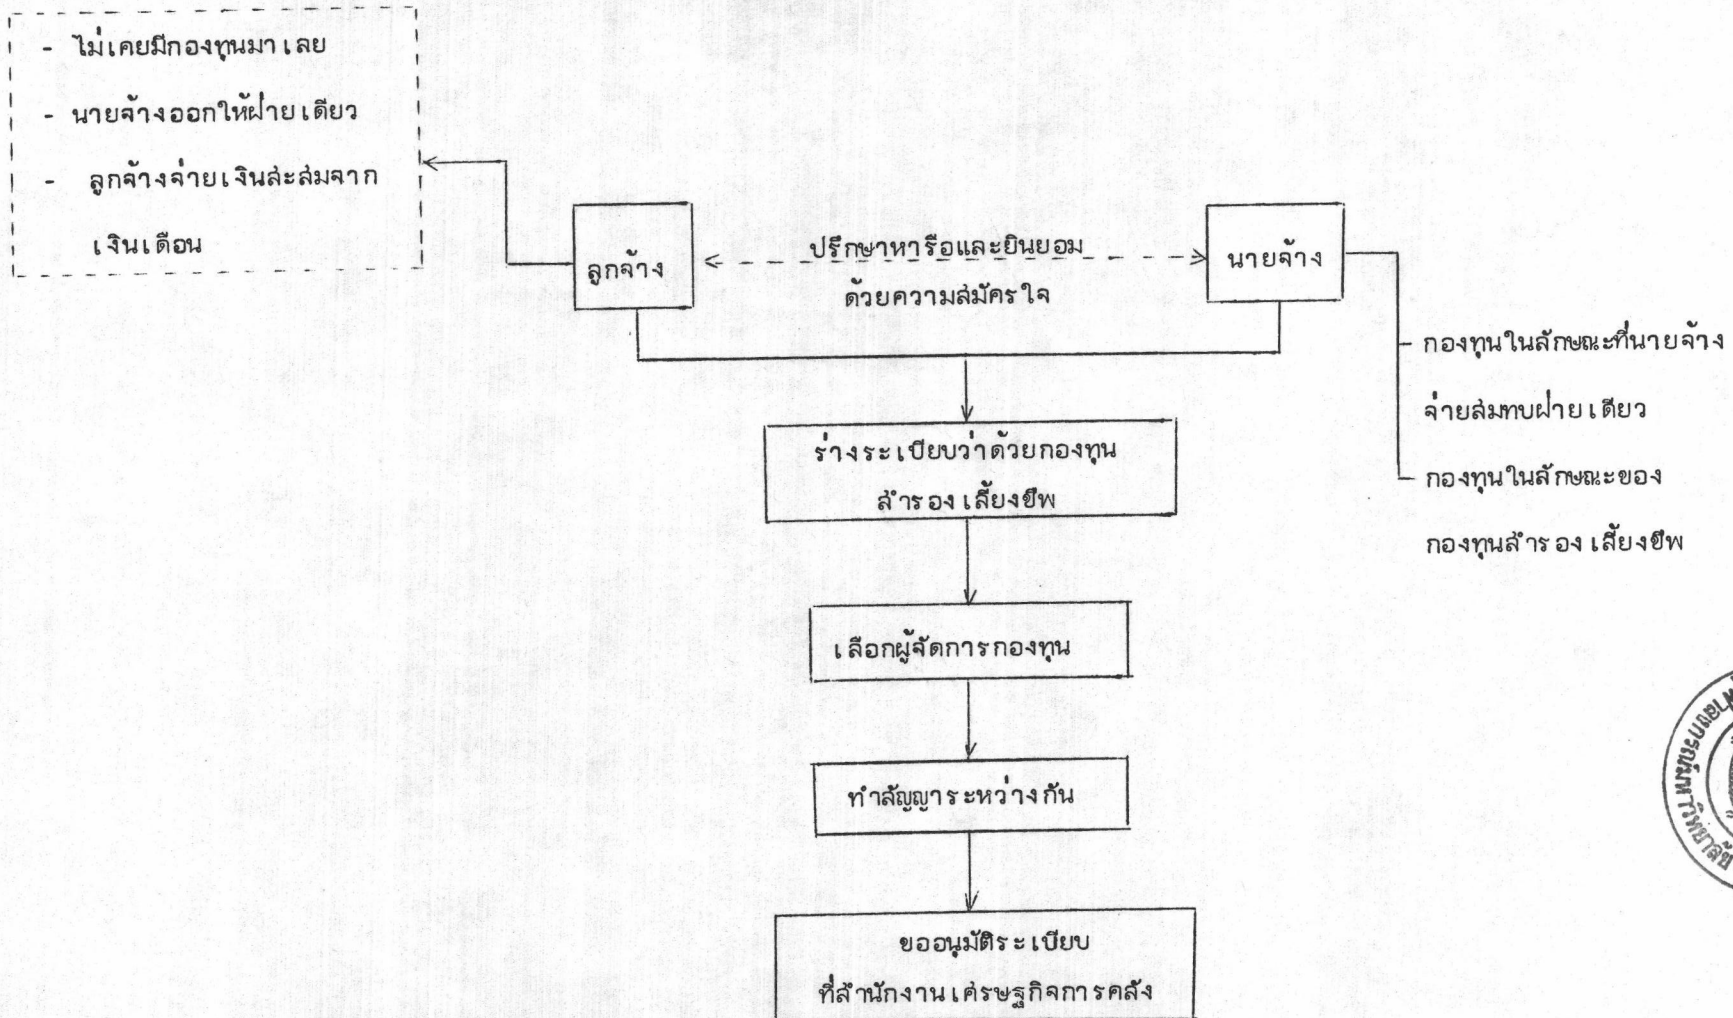 - ไม่เคยมีกองทุนมาเลย
- นายจ้างออกให้ฝ่ายเดียว
- ลูกจ้างจ่ายเงินสะสมจาก
เงินเดือน
ลูกจ้าง
ปรึกษาหารือและยินยอม
ด้วยความสมัครใจ
นายจ้าง
กองทุนในลักษณะที่นายจ้าง
จ่ายสมทบฝ่ายเดียว
กองทุนในลักษณะของ
กองทุนสำรองเลี้ยงชีพ
ร่างระเบียบว่าด้วยกองทุน
สำรองเลี้ยงชีพ
เลือกผู้จัดการกองทุน
ทำสัญญาระหว่างกัน
ขออนุมัติระเบียบ
ที่สำนักงานเศรษฐกิจการคลัง